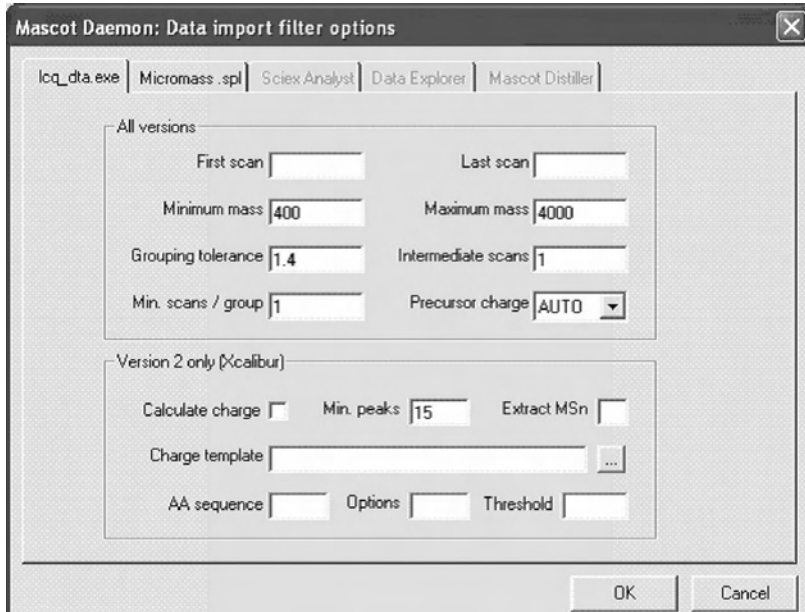 Mascot Daemon: Data import filter options
lcq_dta.exe Micromass .spl Sciex Analyst Data Explorer Mascot Distiller
All versions
First scan Last scan
Minimum mass 400 Maximum mass 4000
Grouping tolerance 1.4 Intermediate scans 1
Min. scans / group 1 Precursor charge AUTO
Version 2 only (Xcalibur)
Calculate charge Min. peaks 15 Extract MSn
Charge template ...
AA sequence Options Threshold
OK Cancel